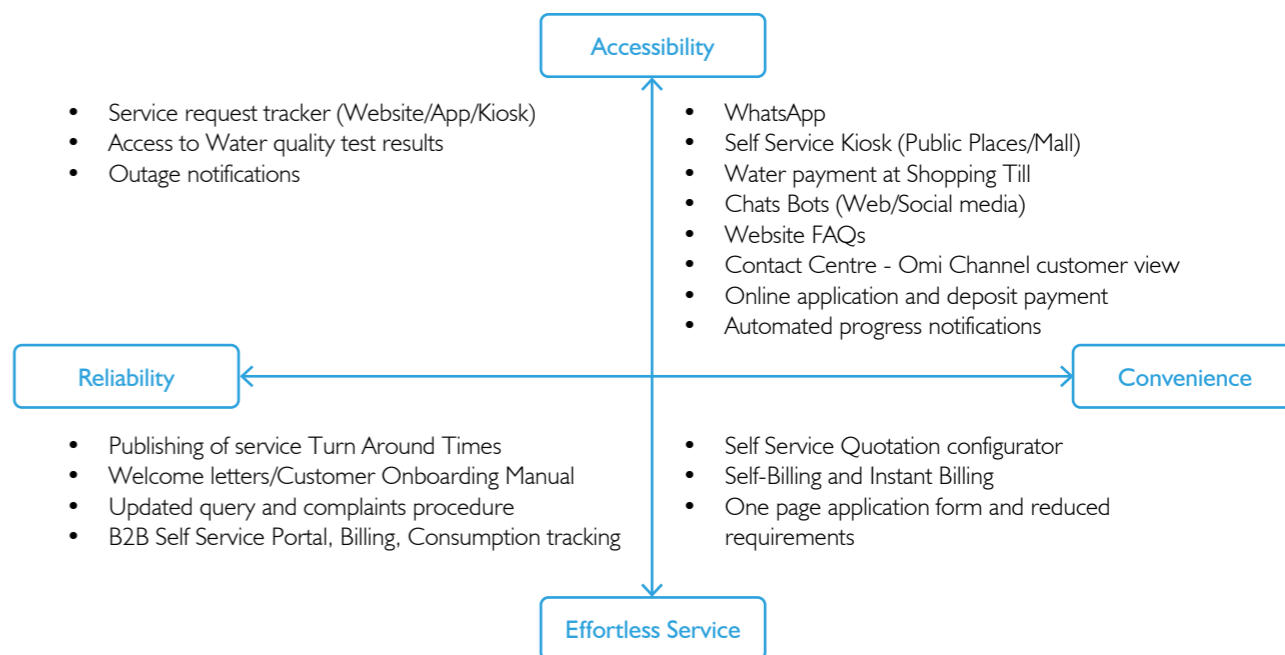 Accessibility
• Service request tracker (Website/App/Kiosk)
• Access to Water quality test results
• Outage notifications
• WhatsApp
• Self Service Kiosk (Public Places/Mall)
• Water payment at Shopping Till
• Chats Bots (Web/Social media)
• Website FAQs
• Contact Centre - Omi Channel customer view
• Online application and deposit payment
• Automated progress notifications
Reliability
Convenience
• Publishing of service Turn Around Times
• Welcome letters/Customer Onboarding Manual
• Updated query and complaints procedure
• B2B Self Service Portal, Billing, Consumption tracking
• Self Service Quotation configurator
• Self-Billing and Instant Billing
• One page application form and reduced
requirements
Effortless Service